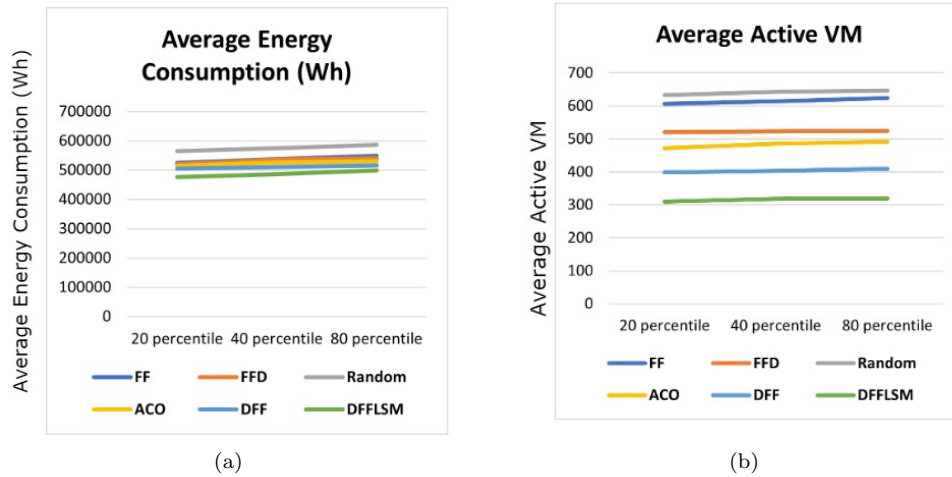 Average Energy
Consumption (Wh)
Average Energy Consumption (Wh)
700000
600000
500000
400000
300000
200000
100000
0
20 percentile 40 percentile 80 percentile
FF FFD Random
ACO DFF DFFLSM
(a)
Average Active VM
Average Active VM
700
600
500
400
300
200
100
0
20 percentile 40 percentile 80 percentile
FF FFD Random
ACO DFF DFFLSM
(b)